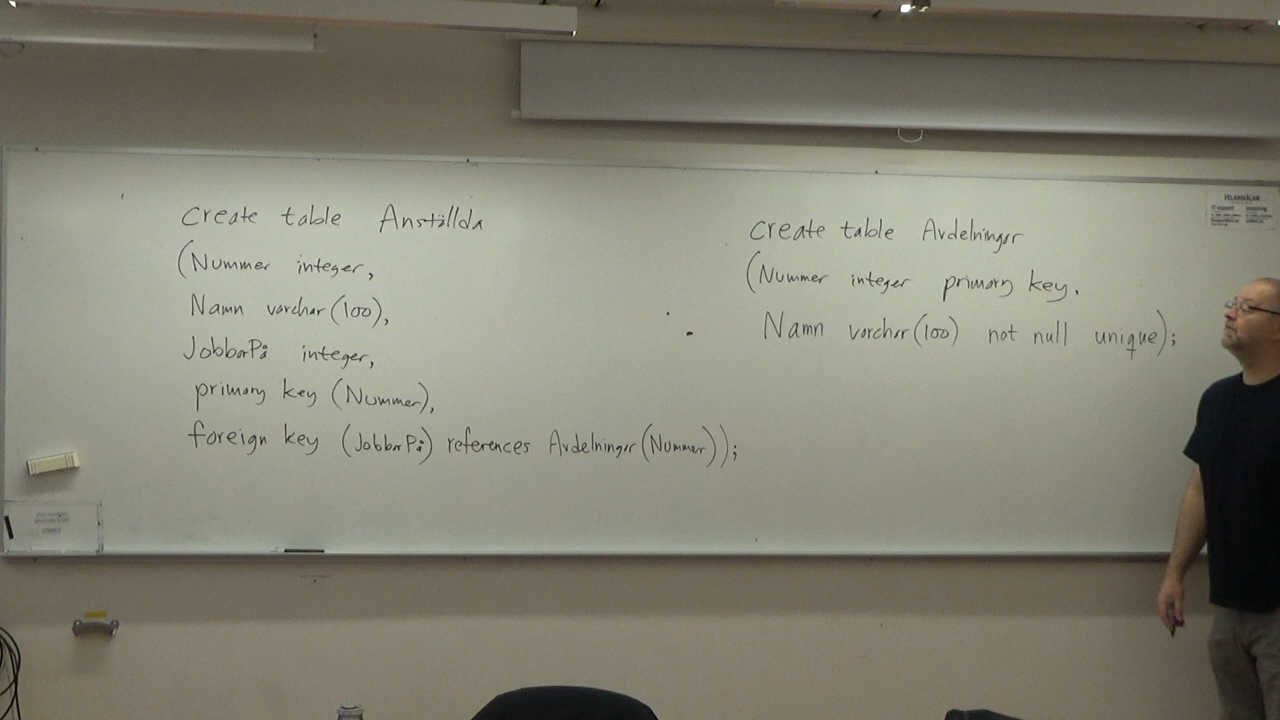 create table Anställda
(Nummer integer,
Namn varchar(100),
JobbarPå integer,
primary key (Nummer),
foreign key (JobbarPå) references Avdelningar(Nummer));
create table Avdelningar
(Nummer integer primary key,
Namn varchar(100) not null unique);
FELANMÄLAN